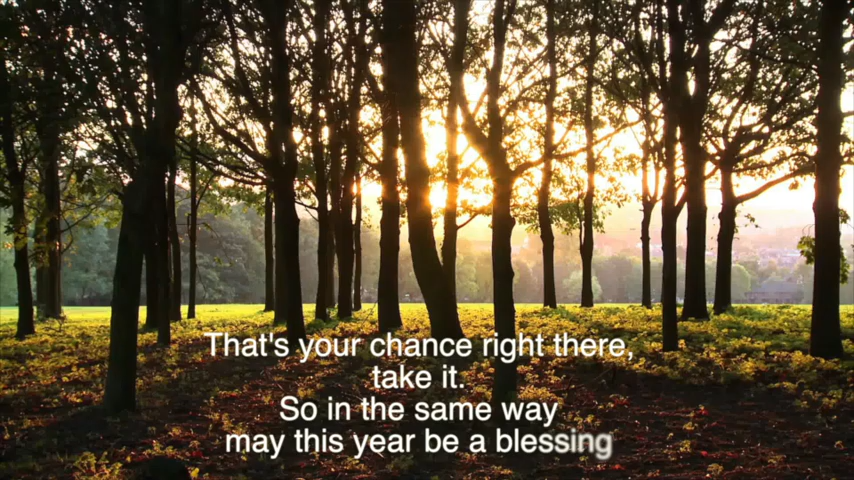 That's your chance right there,
take it.
So in the same way
may this year be a blessing